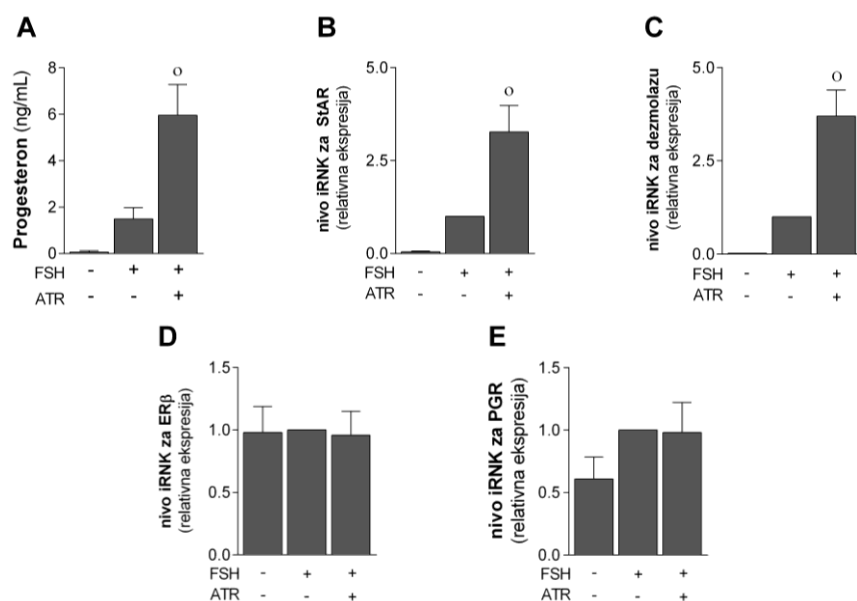 A
Progesteron (ng/mL)
8
6
4
2
0
o
FSH - + +
ATR - - +
B
nivo iRNK za StAR
(relativna ekspresija)
5.0
2.5
0.0
o
FSH - + +
ATR - - +
C
nivo iRNK za dezmolazu
(relativna ekspresija)
5.0
2.5
0.0
o
FSH - + +
ATR - - +
D
nivo iRNK za ERβ
(relativna ekspresija)
1.5
1.0
0.5
0.0
FSH - + +
ATR - - +
E
nivo iRNK za PGR
(relativna ekspresija)
1.5
1.0
0.5
0.0
FSH - + +
ATR - - +